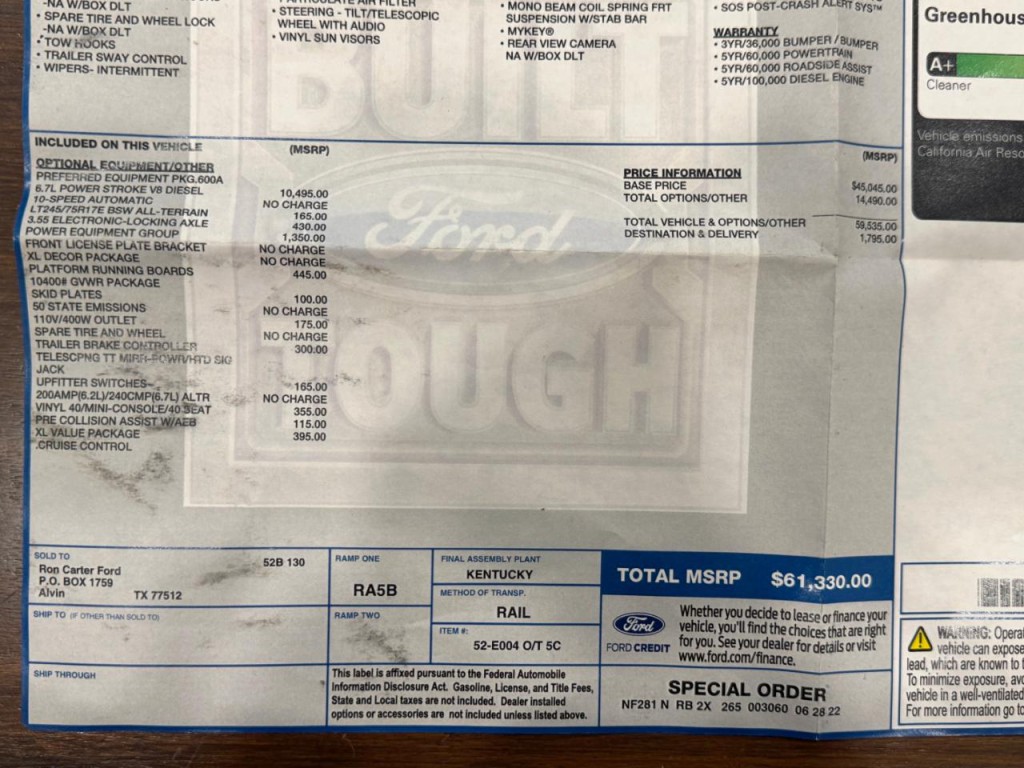 -NA W/BOX DLT
• SPARE TIRE AND WHEEL LOCK
-NA W/BOX DLT
• TOW HOOKS
• TRAILER SWAY CONTROL
• WIPERS- INTERMITTENT
PARTICULATE AIR FILTER
• STEERING - TILT/TELESCOPIC
WHEEL WITH AUDIO
• VINYL SUN VISORS
• MONO BEAM COIL SPRING FRT
SUSPENSION W/STAB BAR
• MYKEY®
• REAR VIEW CAMERA
NA W/BOX DLT
• SOS POST-CRASH ALERT SYS™
WARRANTY
• 3YR/36,000 BUMPER / BUMPER
• 5YR/60,000 POWERTRAIN
• 5YR/60,000 ROADSIDE ASSIST
• 5YR/100,000 DIESEL ENGINE
BUILT
Ford
TOUGH
INCLUDED ON THIS VEHICLE
(MSRP)
OPTIONAL EQUIPMENT/OTHER
PREFERRED EQUIPMENT PKG.600A
6.7L POWER STROKE V8 DIESEL 10,495.00
10-SPEED AUTOMATIC NO CHARGE
LT245/75R17E BSW ALL-TERRAIN 165.00
3.55 ELECTRONIC-LOCKING AXLE 430.00
POWER EQUIPMENT GROUP 1,350.00
FRONT LICENSE PLATE BRACKET NO CHARGE
XL DECOR PACKAGE NO CHARGE
PLATFORM RUNNING BOARDS 445.00
10400# GVWR PACKAGE
SKID PLATES 100.00
50 STATE EMISSIONS NO CHARGE
110V/400W OUTLET 175.00
SPARE TIRE AND WHEEL NO CHARGE
TRAILER BRAKE CONTROLLER 300.00
TELESCPNG TT MIRR-POWR/HTD SIG
JACK
UPFITTER SWITCHES 165.00
200AMP(6.2L)/240CMP(6.7L) ALTR NO CHARGE
VINYL 40/MINI-CONSOLE/40 SEAT 355.00
PRE COLLISION ASSIST W/AEB 115.00
XL VALUE PACKAGE 395.00
.CRUISE CONTROL
(MSRP)
PRICE INFORMATION
BASE PRICE $45,045.00
TOTAL OPTIONS/OTHER 14,490.00
TOTAL VEHICLE & OPTIONS/OTHER 59,535.00
DESTINATION & DELIVERY 1,795.00
SOLD TO
Ron Carter Ford 52B 130
P.O. BOX 1759
Alvin TX 77512
SHIP TO (IF OTHER THAN SOLD TO)
SHIP THROUGH
RAMP ONE
RA5B
RAMP TWO
FINAL ASSEMBLY PLANT
KENTUCKY
METHOD OF TRANSP.
RAIL
ITEM #:
52-E004 O/T 5C
This label is affixed pursuant to the Federal Automobile
Information Disclosure Act. Gasoline, License, and Title Fees,
State and Local taxes are not included. Dealer installed
options or accessories are not included unless listed above.
TOTAL MSRP $61,330.00
Ford
FORD CREDIT
Whether you decide to lease or finance your
vehicle, you'll find the choices that are right
for you. See your dealer for details or visit
www.ford.com/finance.
SPECIAL ORDER
NF281 N RB 2X 265 003060 06 28 22
Greenhous
A+
Cleaner
Vehicle emissions
California Air Reso
WARNING: Operat
vehicle can expose
lead, which are known to t
To minimize exposure, avo
vehicle in a well-ventilated
For more information go to